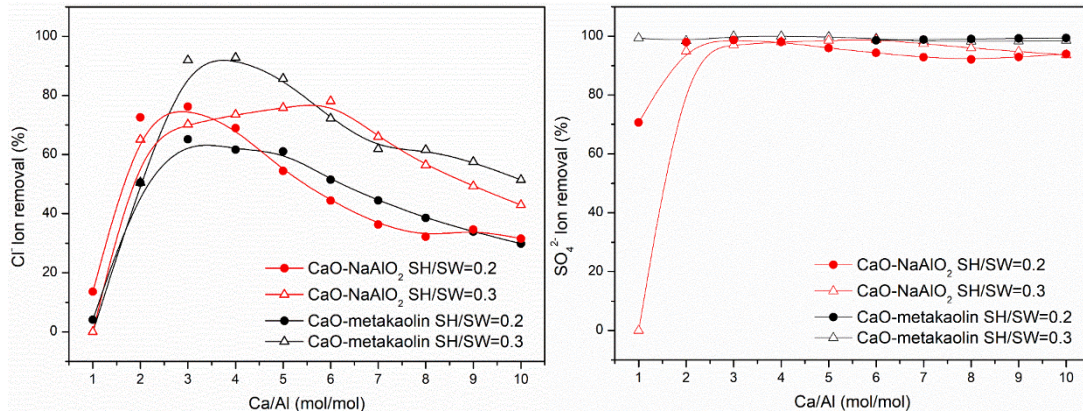 Cl⁻ Ion removal (%)
100
80
60
40
20
0
CaO-NaAlO₂ SH/SW=0.2
CaO-NaAlO₂ SH/SW=0.3
CaO-metakaolin SH/SW=0.2
CaO-metakaolin SH/SW=0.3
1 2 3 4 5 6 7 8 9 10
Ca/Al (mol/mol)
SO₄²⁻ Ion removal (%)
100
80
60
40
20
0
CaO-NaAlO₂ SH/SW=0.2
CaO-NaAlO₂ SH/SW=0.3
CaO-metakaolin SH/SW=0.2
CaO-metakaolin SH/SW=0.3
1 2 3 4 5 6 7 8 9 10
Ca/Al (mol/mol)